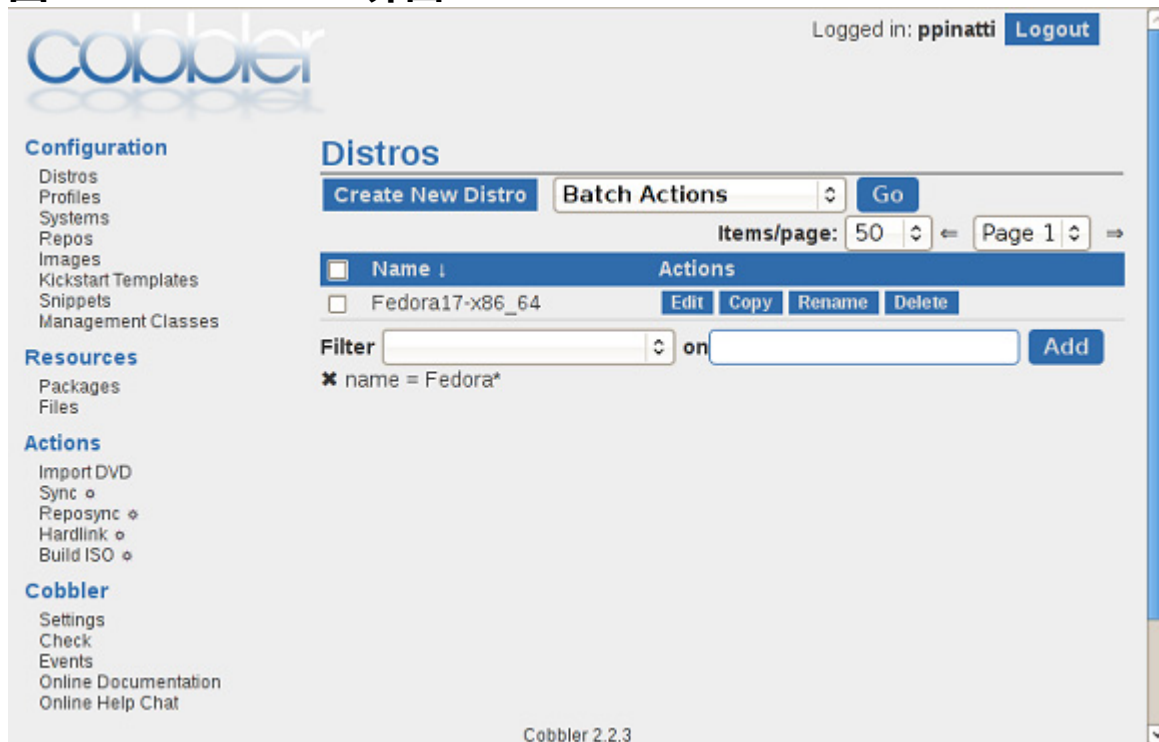 界面
Logged in: ppinatti Logout
cobbler
Configuration
Distros
Profiles
Systems
Repos
Images
Kickstart Templates
Snippets
Management Classes
Resources
Packages
Files
Actions
Import DVD
Sync
Reposync
Hardlink
Build ISO
Cobbler
Settings
Check
Events
Online Documentation
Online Help Chat
Distros
Create New Distro Batch Actions Go
Items/page: 50 ⇐ Page 1 ⇒
Name ↓ Actions
Fedora17-x86_64 Edit Copy Rename Delete
Filter on Add
✖ name = Fedora*
Cobbler 2.2.3